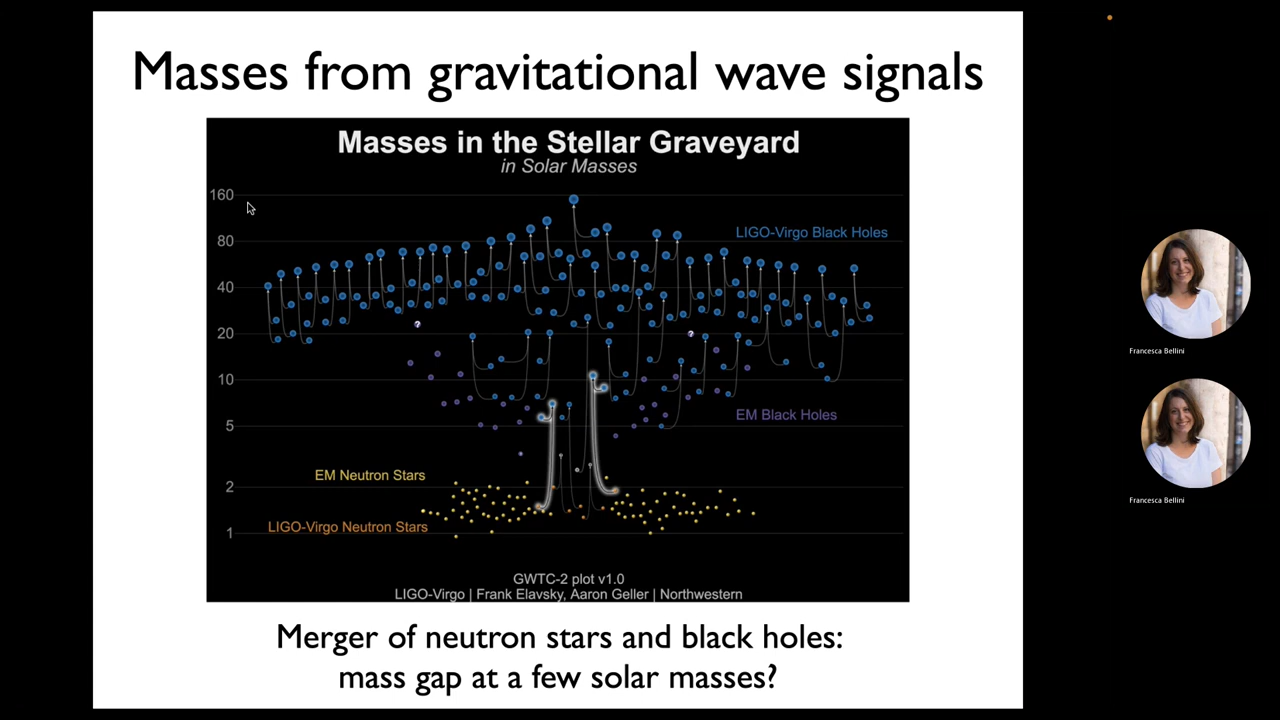 Masses from gravitational wave signals
Masses in the Stellar Graveyard
in Solar Masses
160
LIGO-Virgo Black Holes
80
40
20
10
EM Black Holes
5
EM Neutron Stars
2
LIGO-Virgo Neutron Stars
1
GWTC-2 plot v1.0
LIGO-Virgo | Frank Elavsky, Aaron Geller | Northwestern
Merger of neutron stars and black holes:
mass gap at a few solar masses?
Francesca Bellini
Francesca Bellini